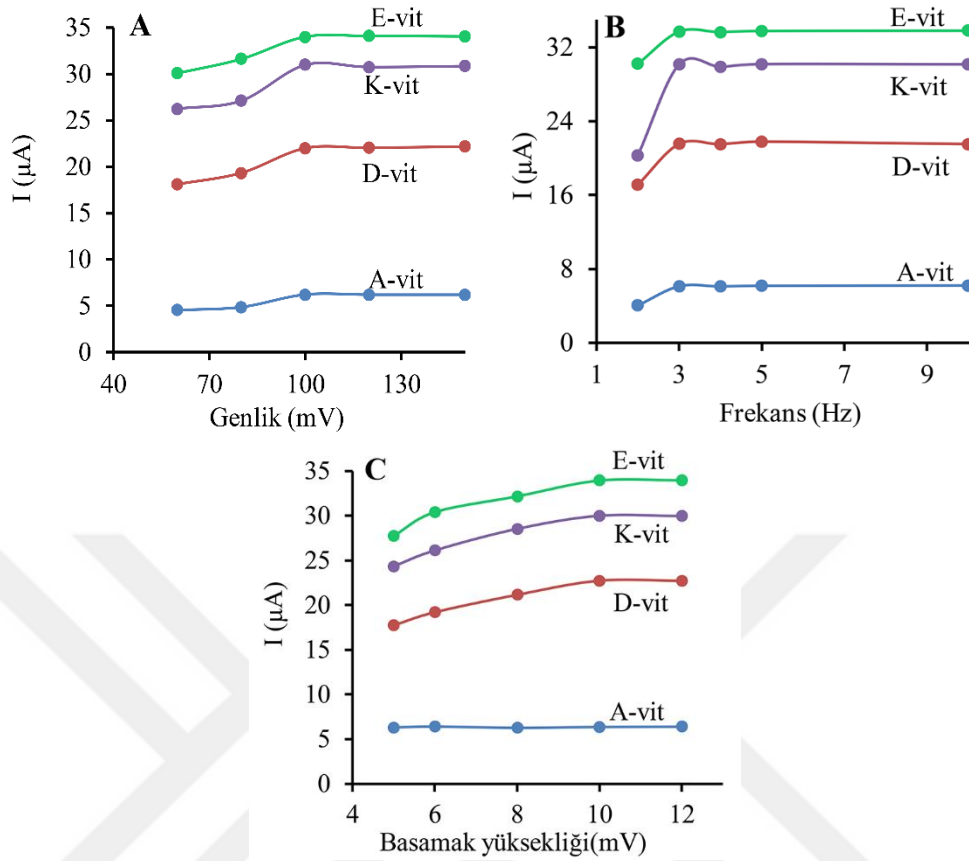 A
E-vit
K-vit
D-vit
A-vit
I (µA)
35
30
25
20
15
10
5
0
40 70 100 130
Genlik (mV)
B
E-vit
K-vit
D-vit
A-vit
I (µA)
32
24
16
8
0
1 3 5 7 9
Frekans (Hz)
C
E-vit
K-vit
D-vit
A-vit
I (µA)
35
30
25
20
15
10
5
0
4 6 8 10 12
Basamak yüksekliği(mV)